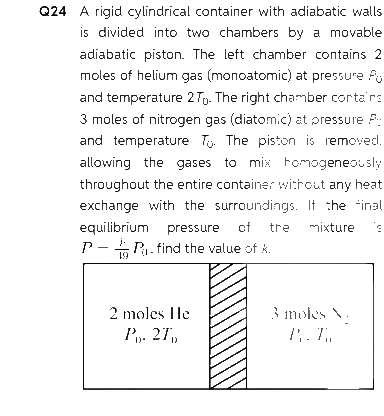 Q24 A rigid cylindrical container with adiabatic walls
is divided into two chambers by a movable
adiabatic piston. The left chamber contains 2
moles of helium gas (monoatomic) at pressure P₀
and temperature 2T₀. The right chamber contains
3 moles of nitrogen gas (diatomic) at pressure P₀
and temperature T₀. The piston is removed,
allowing the gases to mix homogeneously
throughout the entire container without any heat
exchange with the surroundings. If the final
equilibrium pressure of the mixture is
P = k/19 P₀, find the value of k.
2 moles He 3 moles N₂
P₀, 2T₀ P₀, T₀